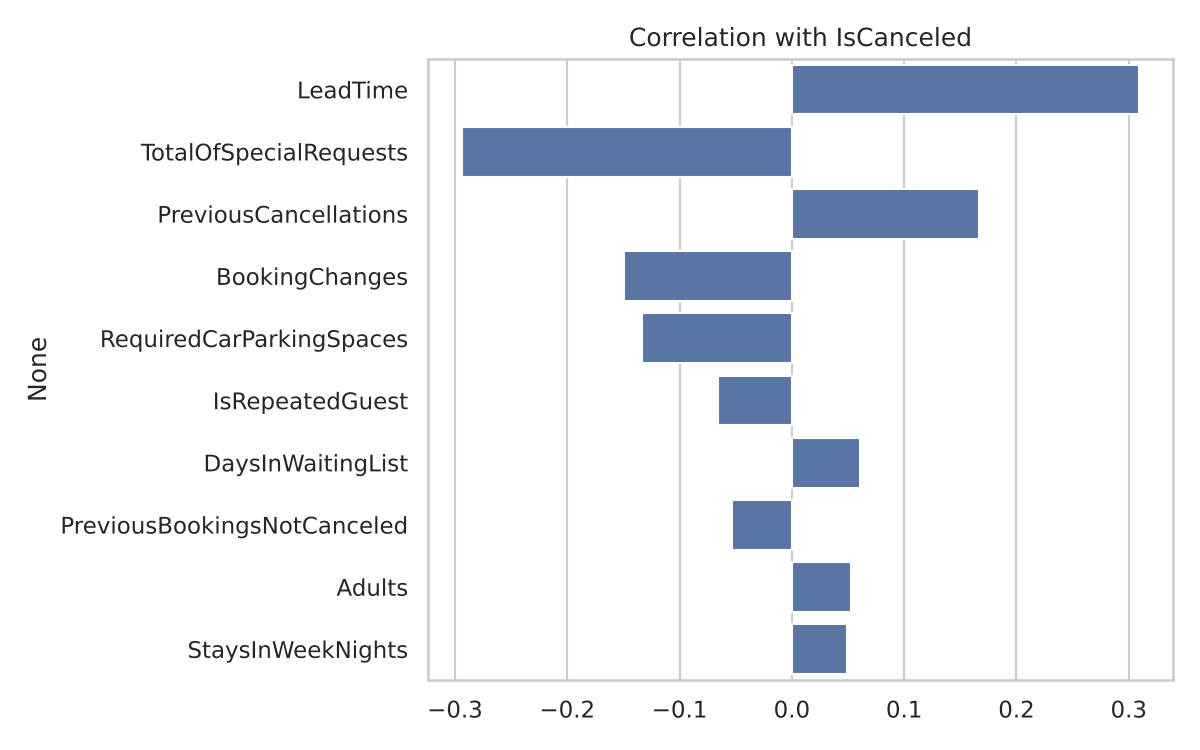 Correlation with IsCanceled
LeadTime
TotalOfSpecialRequests
PreviousCancellations
BookingChanges
RequiredCarParkingSpaces
IsRepeatedGuest
DaysInWaitingList
PreviousBookingsNotCanceled
Adults
StaysInWeekNights
None
−0.3 −0.2 −0.1 0.0 0.1 0.2 0.3